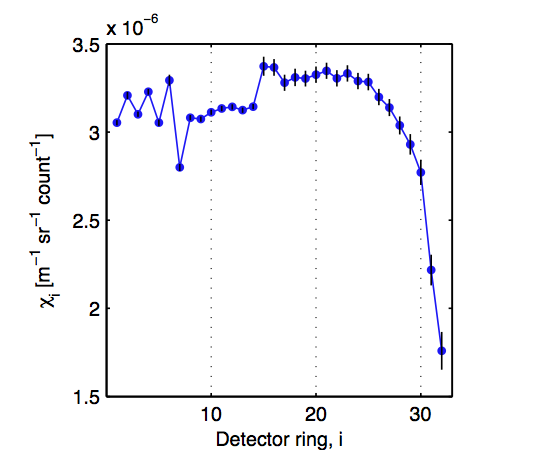 x 10⁻⁶
3.5
3
2.5
2
1.5
χᵢ [m⁻¹ sr⁻¹ count⁻¹]
10 20 30
Detector ring, i